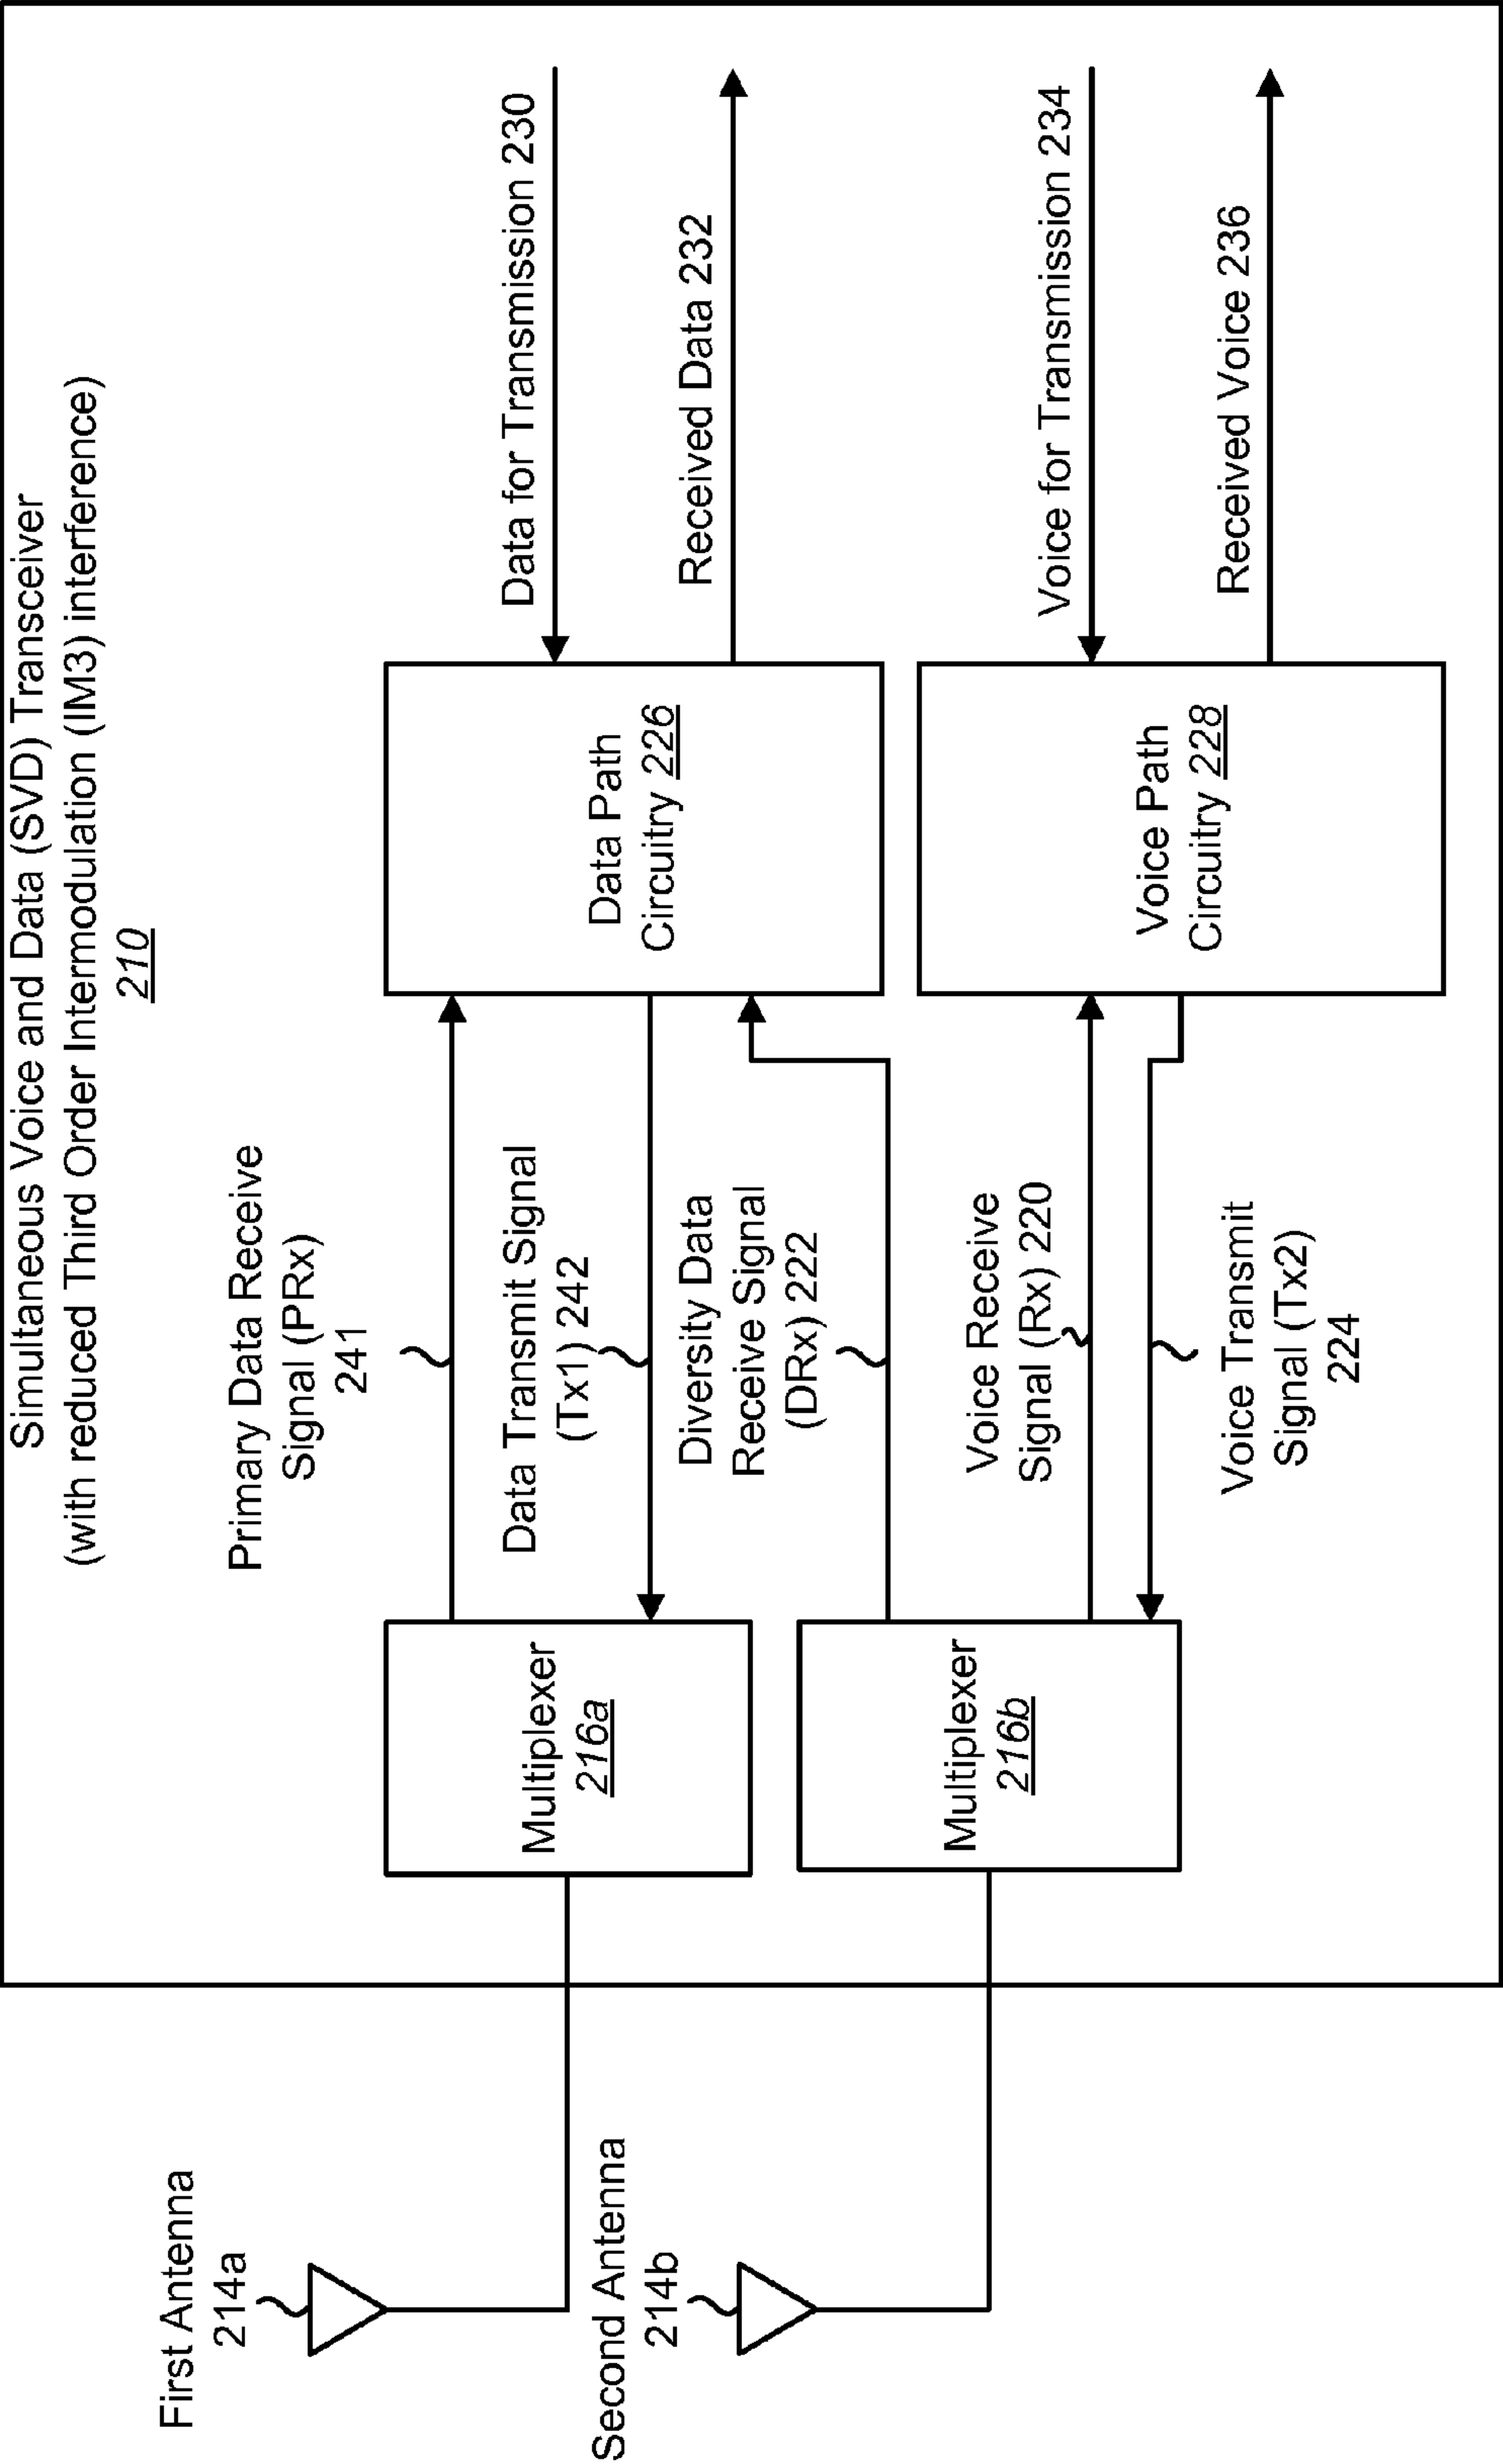 Simultaneous Voice and Data (SVD) Transceiver
(with reduced Third Order Intermodulation (IM3) interference)
210
First Antenna
214a
Second Antenna
214b
Multiplexer
216a
Multiplexer
216b
Primary Data Receive
Signal (PRx)
241
Data Transmit Signal
(Tx1) 242
Diversity Data
Receive Signal
(DRx) 222
Voice Receive
Signal (Rx) 220
Voice Transmit
Signal (Tx2)
224
Data Path
Circuitry 226
Voice Path
Circuitry 228
Data for Transmission 230
Received Data 232
Voice for Transmission 234
Received Voice 236